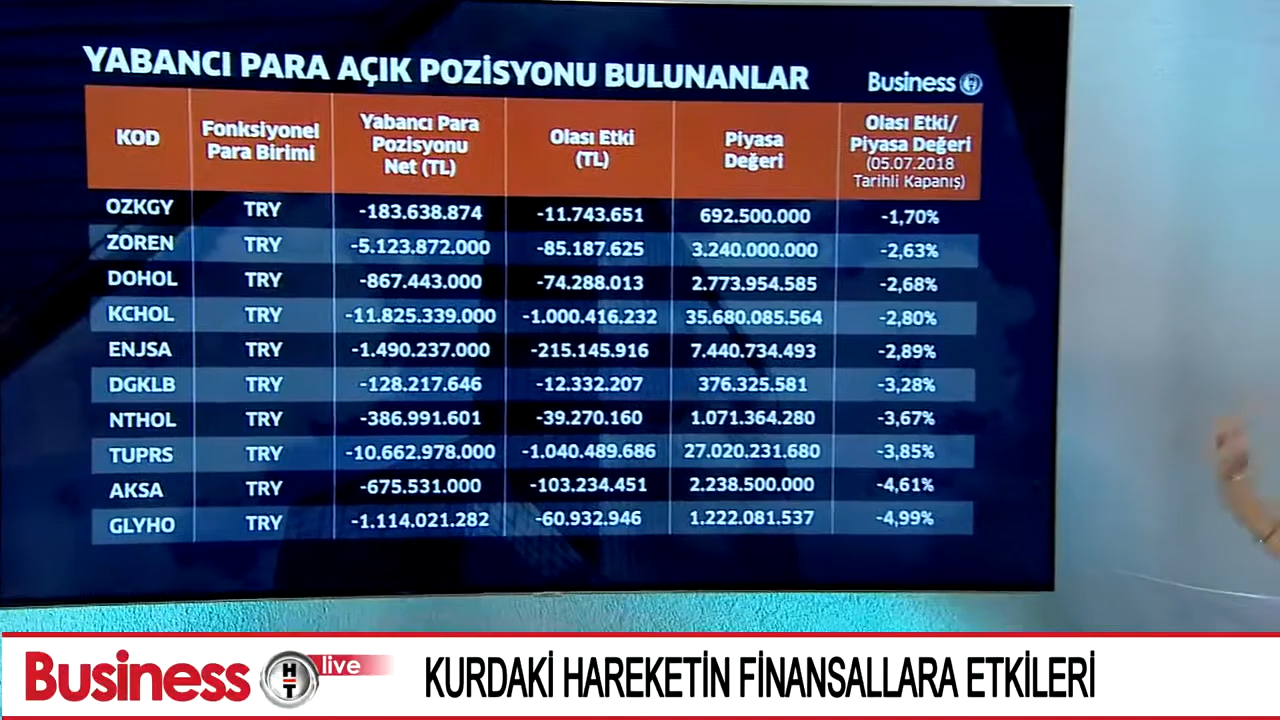 YABANCI PARA AÇIK POZİSYONU BULUNANLAR
Business HT
KOD
Fonksiyonel
Para Birimi
Yabancı Para
Pozisyonu
Net (TL)
Olası Etki
(TL)
Piyasa
Değeri
Olası Etki/
Piyasa Değeri
(05.07.2018
Tarihli Kapanış)
OZKGY TRY -183.638.874 -11.743.651 692.500.000 -1,70%
ZOREN TRY -5.123.872.000 -85.187.625 3.240.000.000 -2,63%
DOHOL TRY -867.443.000 -74.288.013 2.773.954.585 -2,68%
KCHOL TRY -11.825.339.000 -1.000.416.232 35.680.085.564 -2,80%
ENJSA TRY -1.490.237.000 -215.145.916 7.440.734.493 -2,89%
DGKLB TRY -128.217.646 -12.332.207 376.325.581 -3,28%
NTHOL TRY -386.991.601 -39.270.160 1.071.364.280 -3,67%
TUPRS TRY -10.662.978.000 -1.040.489.686 27.020.231.680 -3,85%
AKSA TRY -675.531.000 -103.234.451 2.238.500.000 -4,61%
GLYHO TRY -1.114.021.282 -60.932.946 1.222.081.537 -4,99%
Business HT live
KURDAKİ HAREKETİN FİNANSALLARA ETKİLERİ